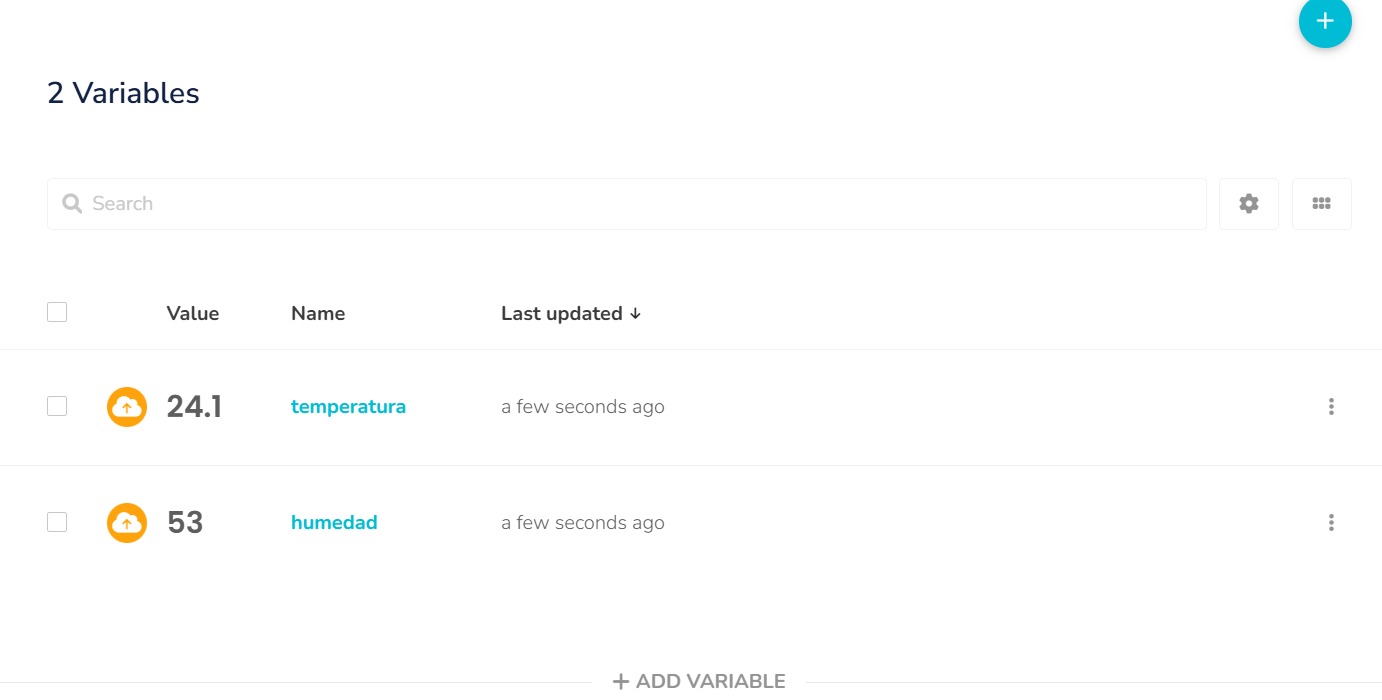 2 Variables
Search
Value Name Last updated ↓
24.1 temperatura a few seconds ago
53 humedad a few seconds ago
+ ADD VARIABLE